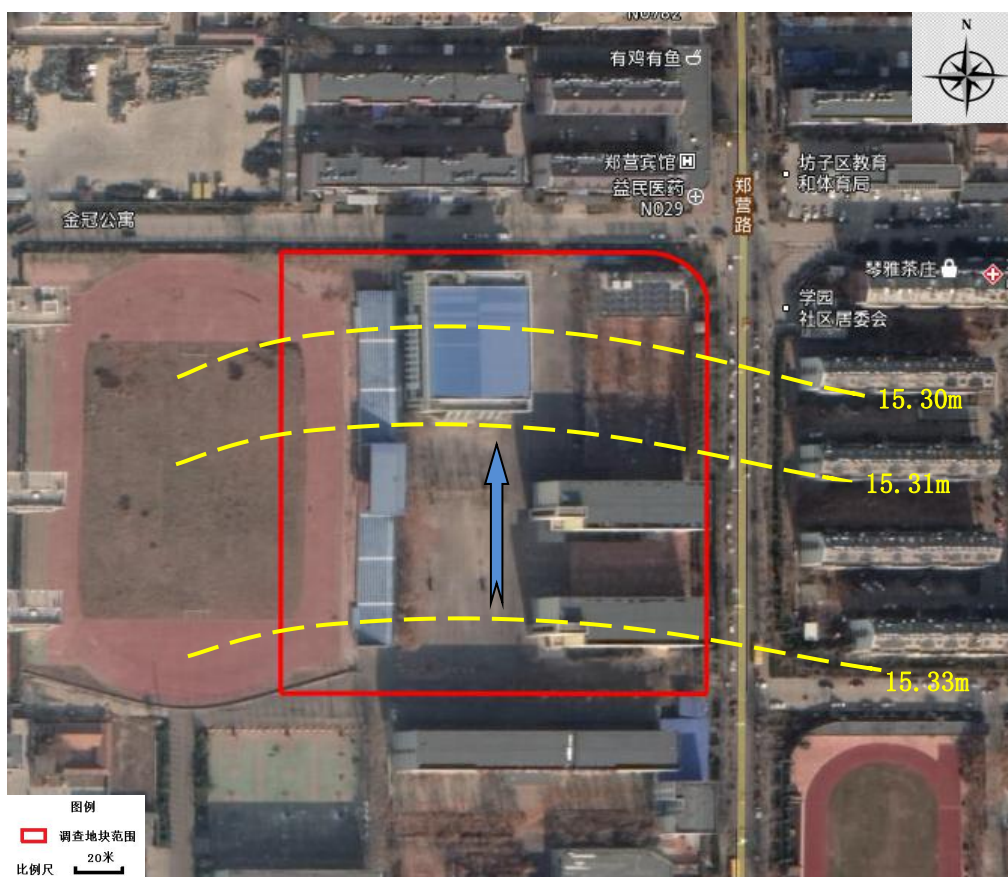 N0782
有鸡有鱼
N
郑营宾馆
益民医药
N029
坊子区教育
和体育局
郑营路
金冠公寓
琴雅茶庄
学园
社区居委会
15.30m
15.31m
15.33m
图例
调查地块范围
20米
比例尺